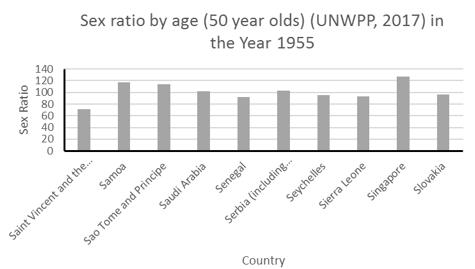 Sex ratio by age (50 year olds) (UNWPP, 2017) in
the Year 1955
140
120
100
80
60
40
20
0
Sex Ratio
Saint Vincent and the...
Samoa
Sao Tome and Principe
Saudi Arabia
Senegal
Serbia (including...
Seychelles
Sierra Leone
Singapore
Slovakia
Country